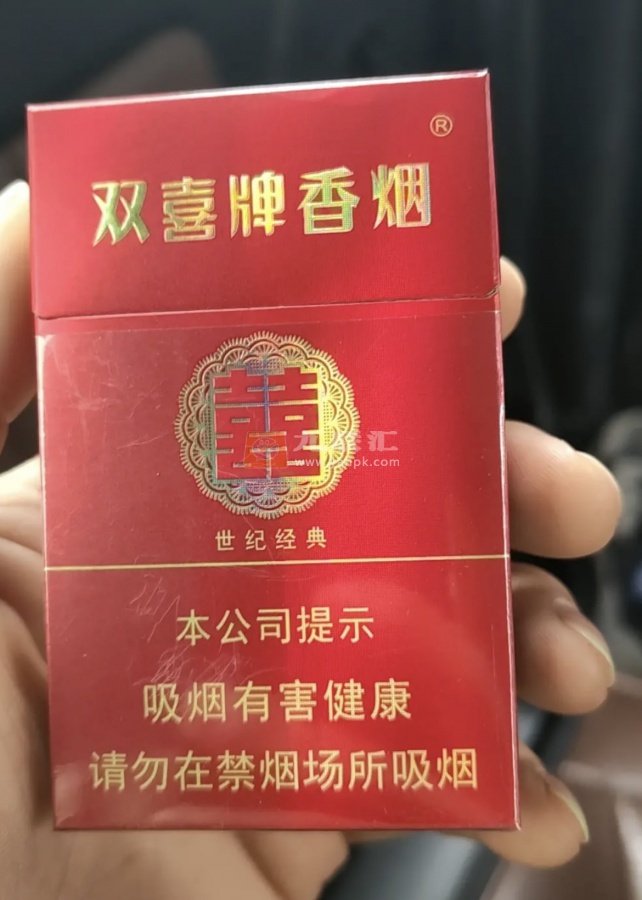 ®
双喜牌香烟
囍
世纪经典
本公司提示
吸烟有害健康
请勿在禁烟场所吸烟